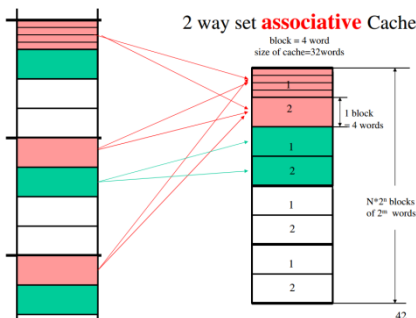 2 way set associative Cache
block = 4 word
size of cache=32words
1
2
1 block
= 4 words
1
2
N*2ⁿ blocks
of 2ᵐ words
1
2
1
2
42